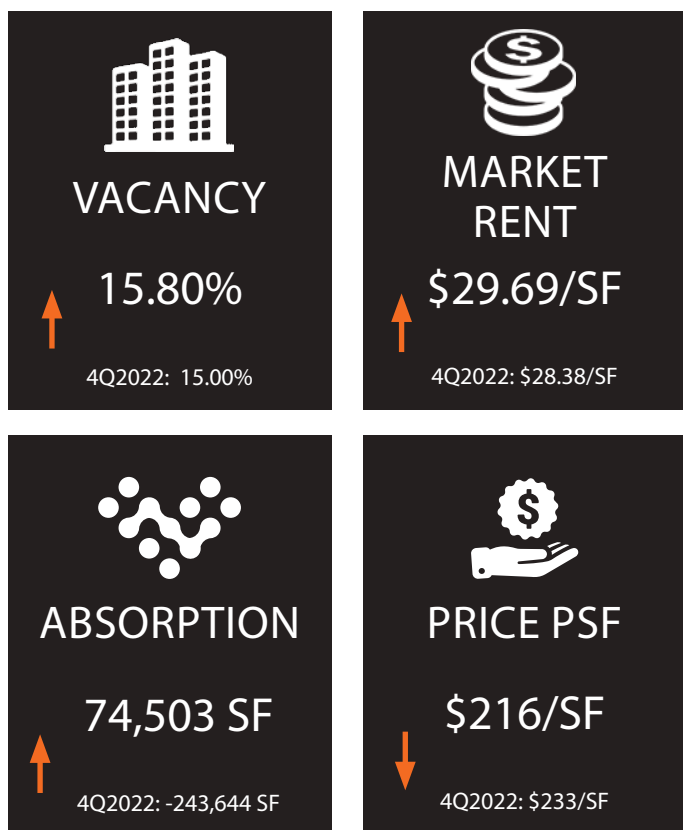 VACANCY
15.80%
4Q2022: 15.00%
$
MARKET
RENT
$29.69/SF
4Q2022: $28.38/SF
ABSORPTION
74,503 SF
4Q2022: -243,644 SF
$
PRICE PSF
$216/SF
4Q2022: $233/SF